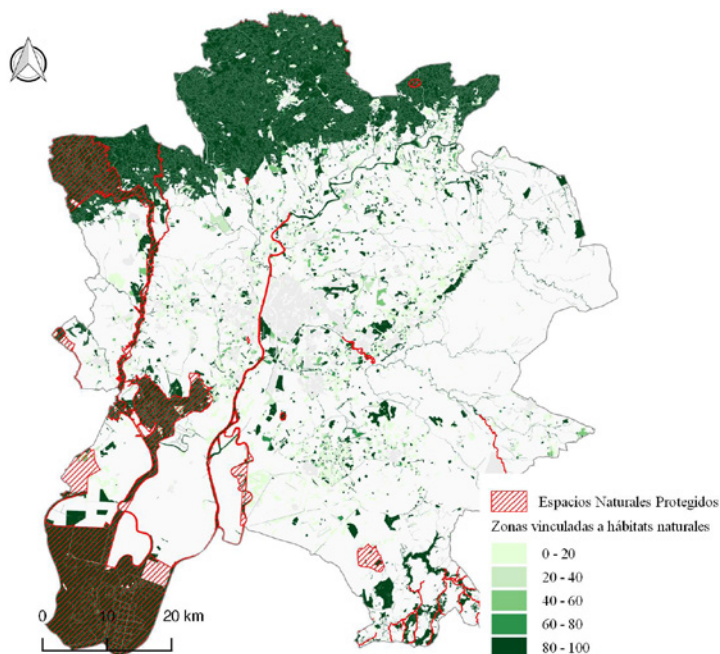 Espacios Naturales Protegidos
Zonas vinculadas a hábitats naturales
0 - 20
20 - 40
40 - 60
60 - 80
80 - 100
0 10 20 km